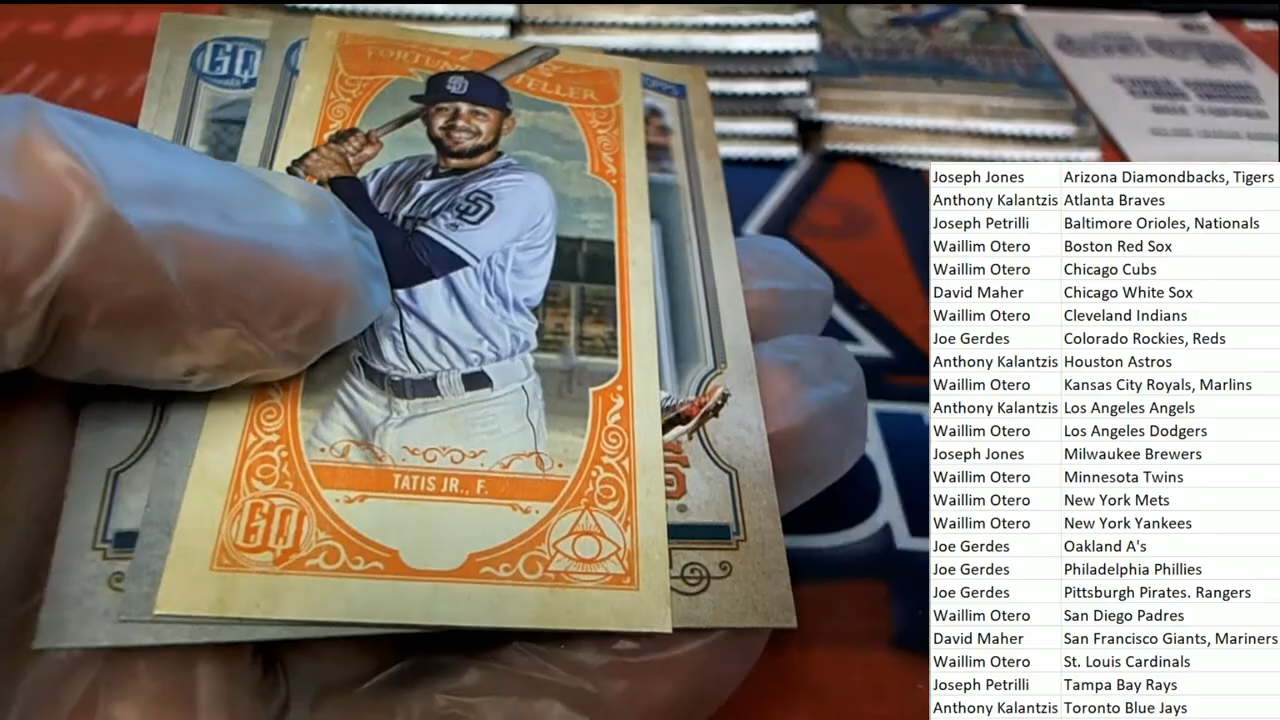 GQ
FORTUNE TELLER
SD
SD
TATIS JR., F.
GQ
TOPPS
Joseph Jones Arizona Diamondbacks, Tigers
Anthony Kalantzis Atlanta Braves
Joseph Petrilli Baltimore Orioles, Nationals
Waillim Otero Boston Red Sox
Waillim Otero Chicago Cubs
David Maher Chicago White Sox
Waillim Otero Cleveland Indians
Joe Gerdes Colorado Rockies, Reds
Anthony Kalantzis Houston Astros
Waillim Otero Kansas City Royals, Marlins
Anthony Kalantzis Los Angeles Angels
Waillim Otero Los Angeles Dodgers
Joseph Jones Milwaukee Brewers
Waillim Otero Minnesota Twins
Waillim Otero New York Mets
Waillim Otero New York Yankees
Joe Gerdes Oakland A's
Joe Gerdes Philadelphia Phillies
Joe Gerdes Pittsburgh Pirates. Rangers
Waillim Otero San Diego Padres
David Maher San Francisco Giants, Mariners
Waillim Otero St. Louis Cardinals
Joseph Petrilli Tampa Bay Rays
Anthony Kalantzis Toronto Blue Jays